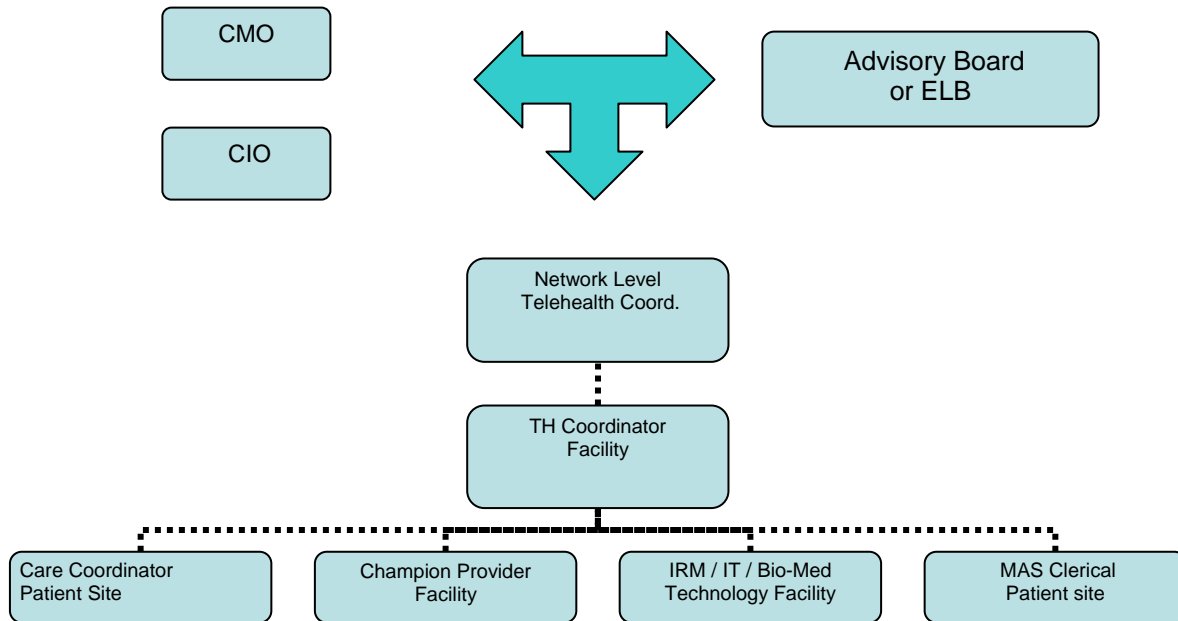 CMO
Advisory Board
or ELB
CIO
Network Level
Telehealth Coord.
TH Coordinator
Facility
Care Coordinator
Patient Site
Champion Provider
Facility
IRM / IT / Bio-Med
Technology Facility
MAS Clerical
Patient site